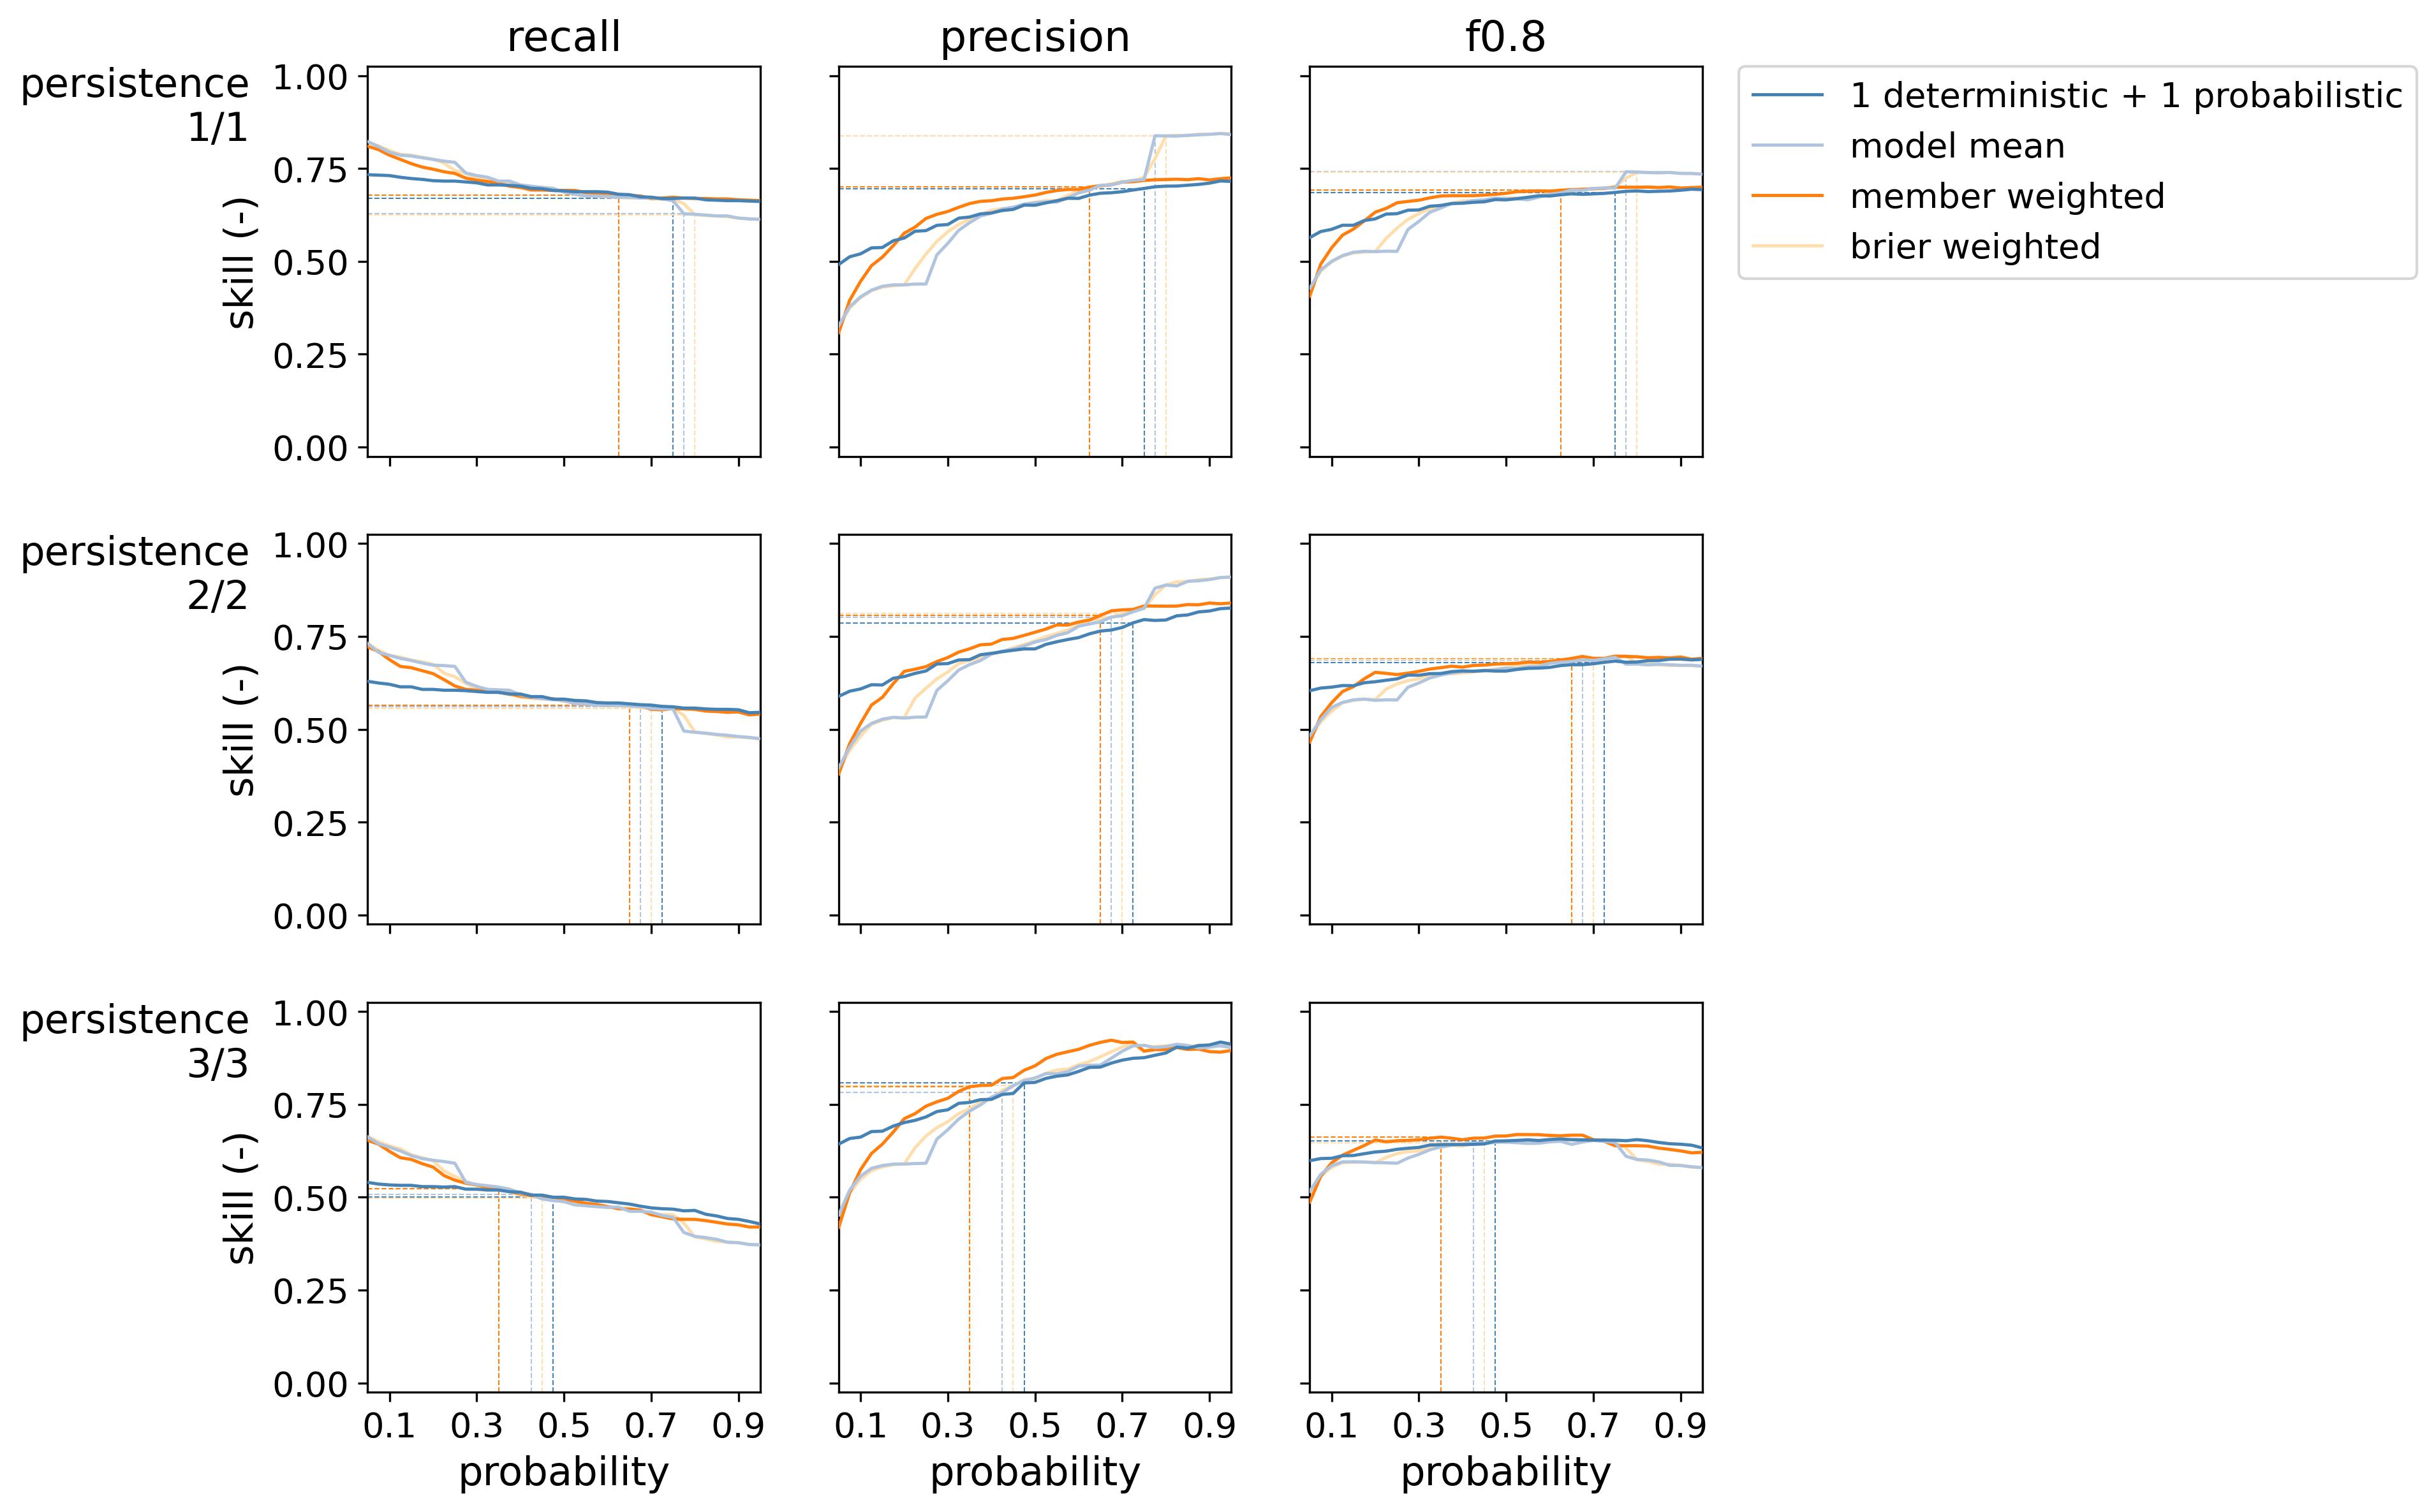 recall
precision
f0.8
persistence
1/1
skill (-)
1.00
0.75
0.50
0.25
0.00
1 deterministic + 1 probabilistic
model mean
member weighted
brier weighted
persistence
2/2
skill (-)
1.00
0.75
0.50
0.25
0.00
persistence
3/3
skill (-)
1.00
0.75
0.50
0.25
0.00
0.1 0.3 0.5 0.7 0.9
0.1 0.3 0.5 0.7 0.9
0.1 0.3 0.5 0.7 0.9
probability
probability
probability